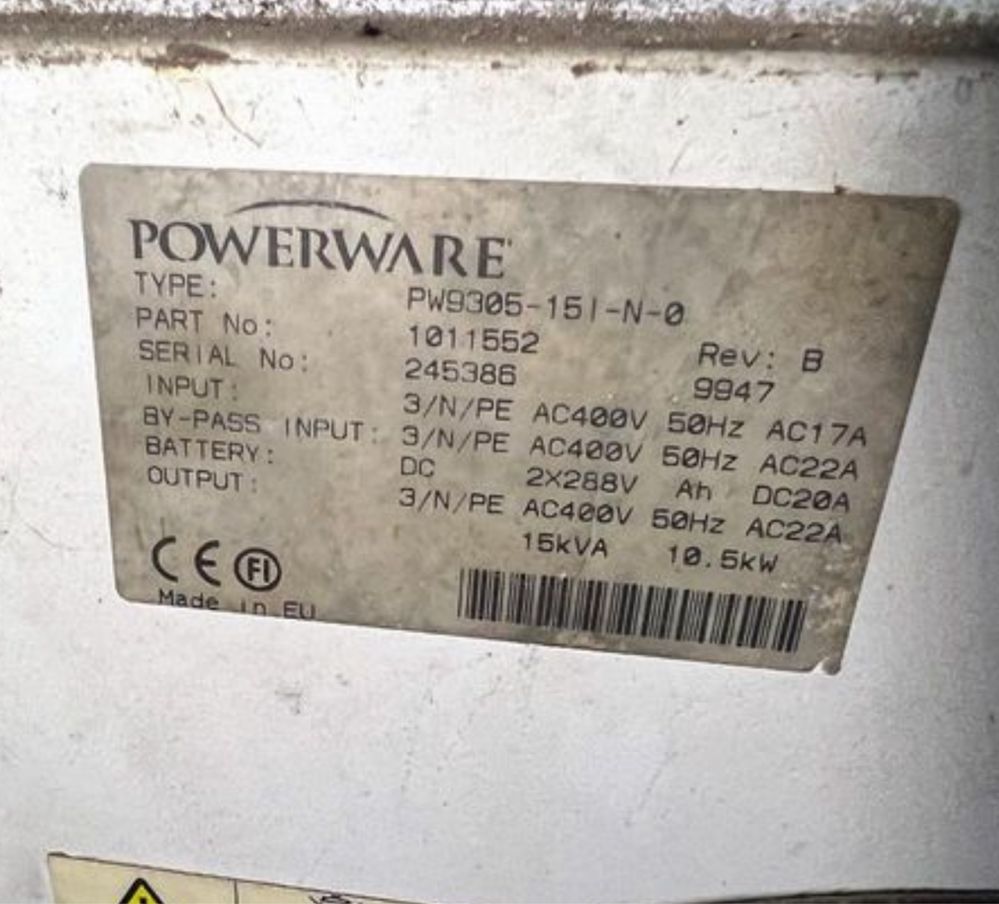 POWERWARE
TYPE: PW9305-15I-N-0
PART No: 1011552 Rev: B
SERIAL No: 245386 9947
INPUT: 3/N/PE AC400V 50Hz AC17A
BY-PASS INPUT: 3/N/PE AC400V 50Hz AC22A
BATTERY: DC 2X288V Ah DC20A
OUTPUT: 3/N/PE AC400V 50Hz AC22A
15kVA 10.5kW
CE FI
Made in EU